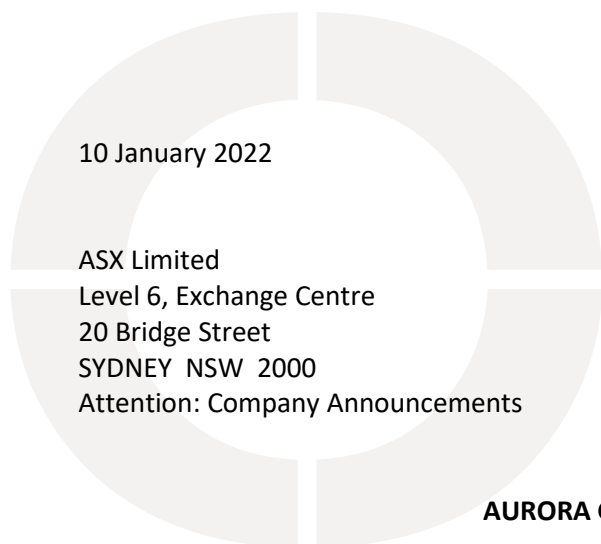 10 January 2022
ASX Limited
Level 6, Exchange Centre
20 Bridge Street
SYDNEY NSW 2000
Attention: Company Announcements
AURORA